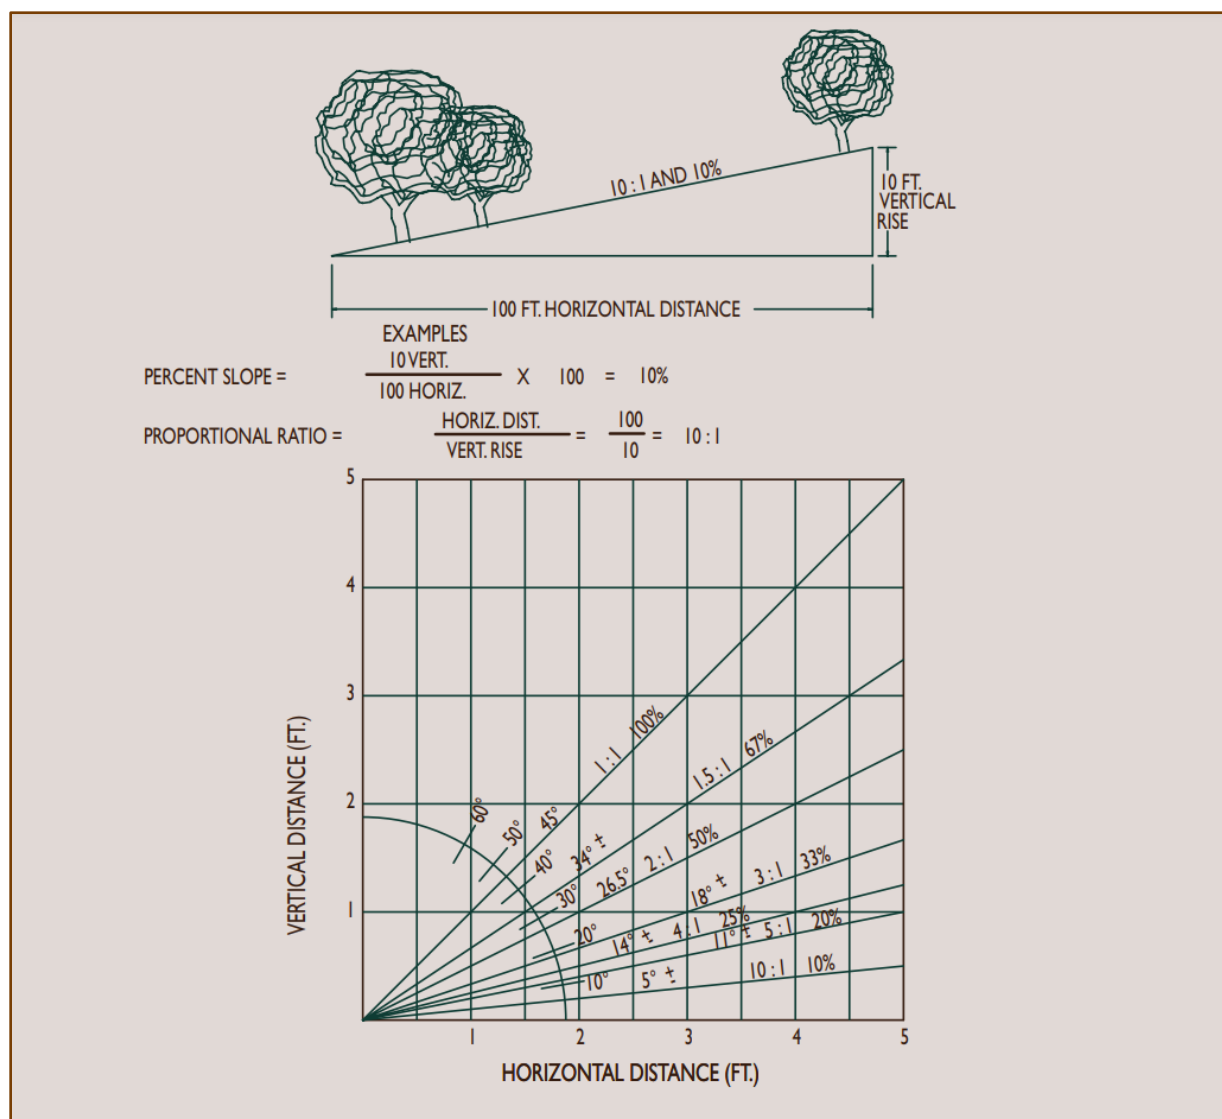 10 : 1 AND 10%
10 FT.
VERTICAL
RISE
100 FT. HORIZONTAL DISTANCE
EXAMPLES
PERCENT SLOPE = 10 VERT. / 100 HORIZ. X 100 = 10%
PROPORTIONAL RATIO = HORIZ. DIST. / VERT. RISE = 100 / 10 = 10 : 1
5
4
3
2
1
VERTICAL DISTANCE (FT.)
1 : 1 100%
1.5 : 1 67%
60°
50°
45°
40°
34° ±
30°
26.5° 2 : 1 50%
18° ± 3 : 1 33%
20°
14° ± 4 : 1 25%
11° ± 5 : 1 20%
10°
5° ± 10 : 1 10%
1 2 3 4 5
HORIZONTAL DISTANCE (FT.)